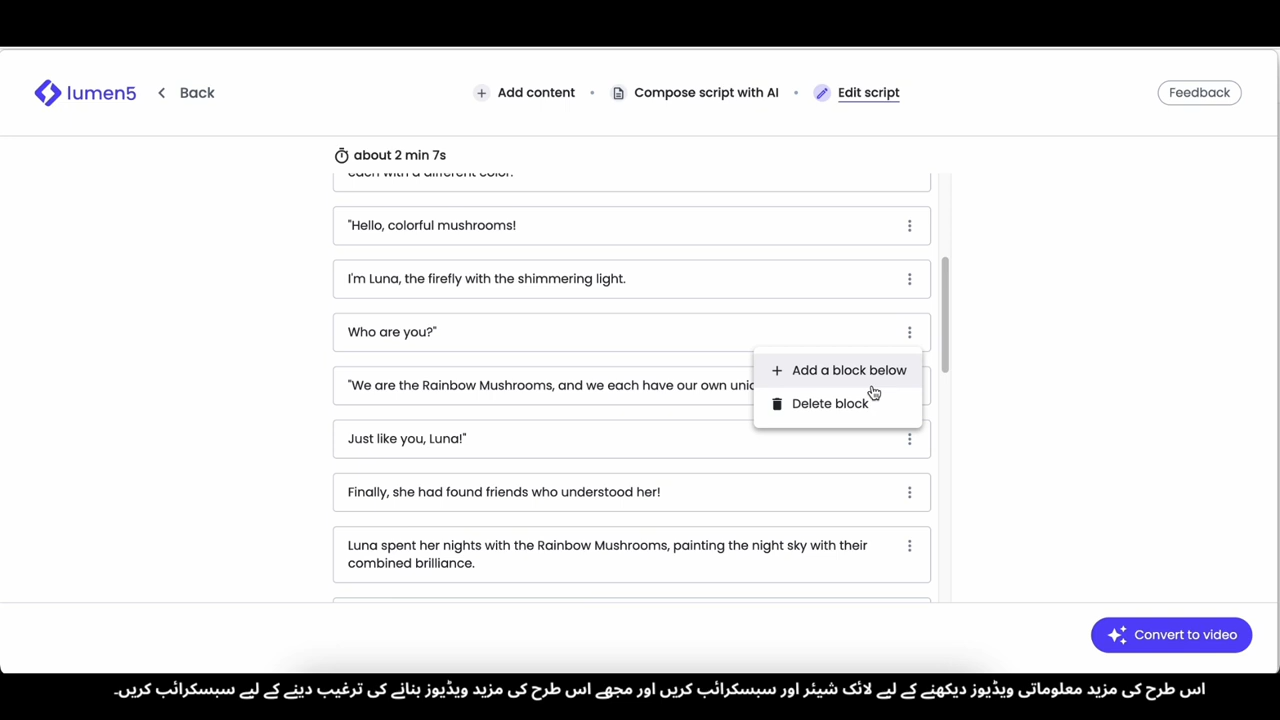 lumen5
Back
Add content
Compose script with AI
Edit script
Feedback
about 2 min 7s
each with a different color.
"Hello, colorful mushrooms!
I'm Luna, the firefly with the shimmering light.
Who are you?"
Add a block below
"We are the Rainbow Mushrooms, and we each have our own
Delete block
Just like you, Luna!"
Finally, she had found friends who understood her!
Luna spent her nights with the Rainbow Mushrooms, painting the night sky with their
combined brilliance.
Convert to video
اس طرح کی مزید معلوماتی ویڈیوز دیکھنے کے لیے لائک شیئر اور سبسکرائب کریں اور مجھے اس طرح کی مزید ویڈیوز بنانے کی ترغیب دینے کے لیے سبسکرائب کریں۔